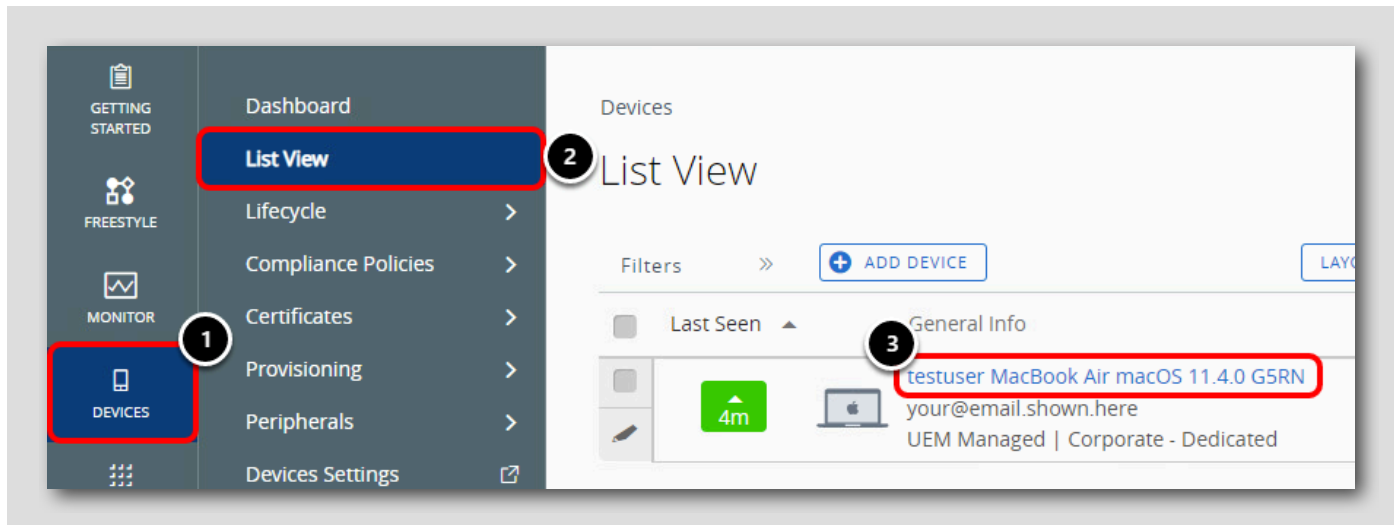 GETTING
STARTED
FREESTYLE
MONITOR
1
DEVICES
Dashboard
List View
2
Lifecycle
Compliance Policies
Certificates
Provisioning
Peripherals
Devices Settings
Devices
List View
Filters
ADD DEVICE
LAYO
Last Seen
General Info
3
4m
testuser MacBook Air macOS 11.4.0 G5RN
your@email.shown.here
UEM Managed | Corporate - Dedicated